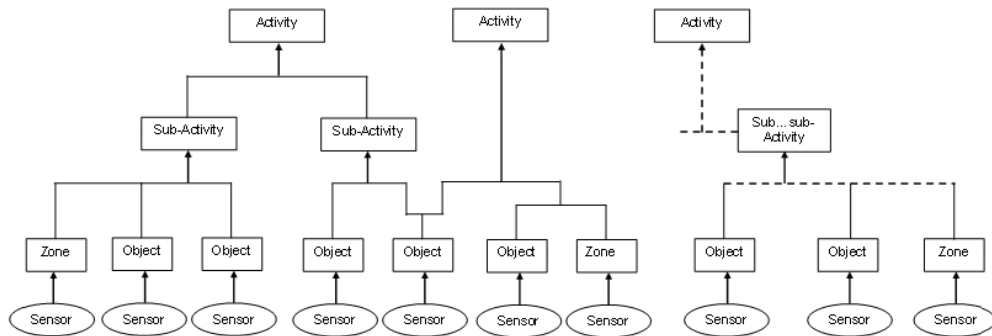 Activity
Activity
Activity
Sub-Activity
Sub-Activity
Sub... sub-
Activity
Zone
Object
Object
Object
Object
Object
Zone
Object
Object
Zone
Sensor
Sensor
Sensor
Sensor
Sensor
Sensor
Sensor
Sensor
Sensor
Sensor